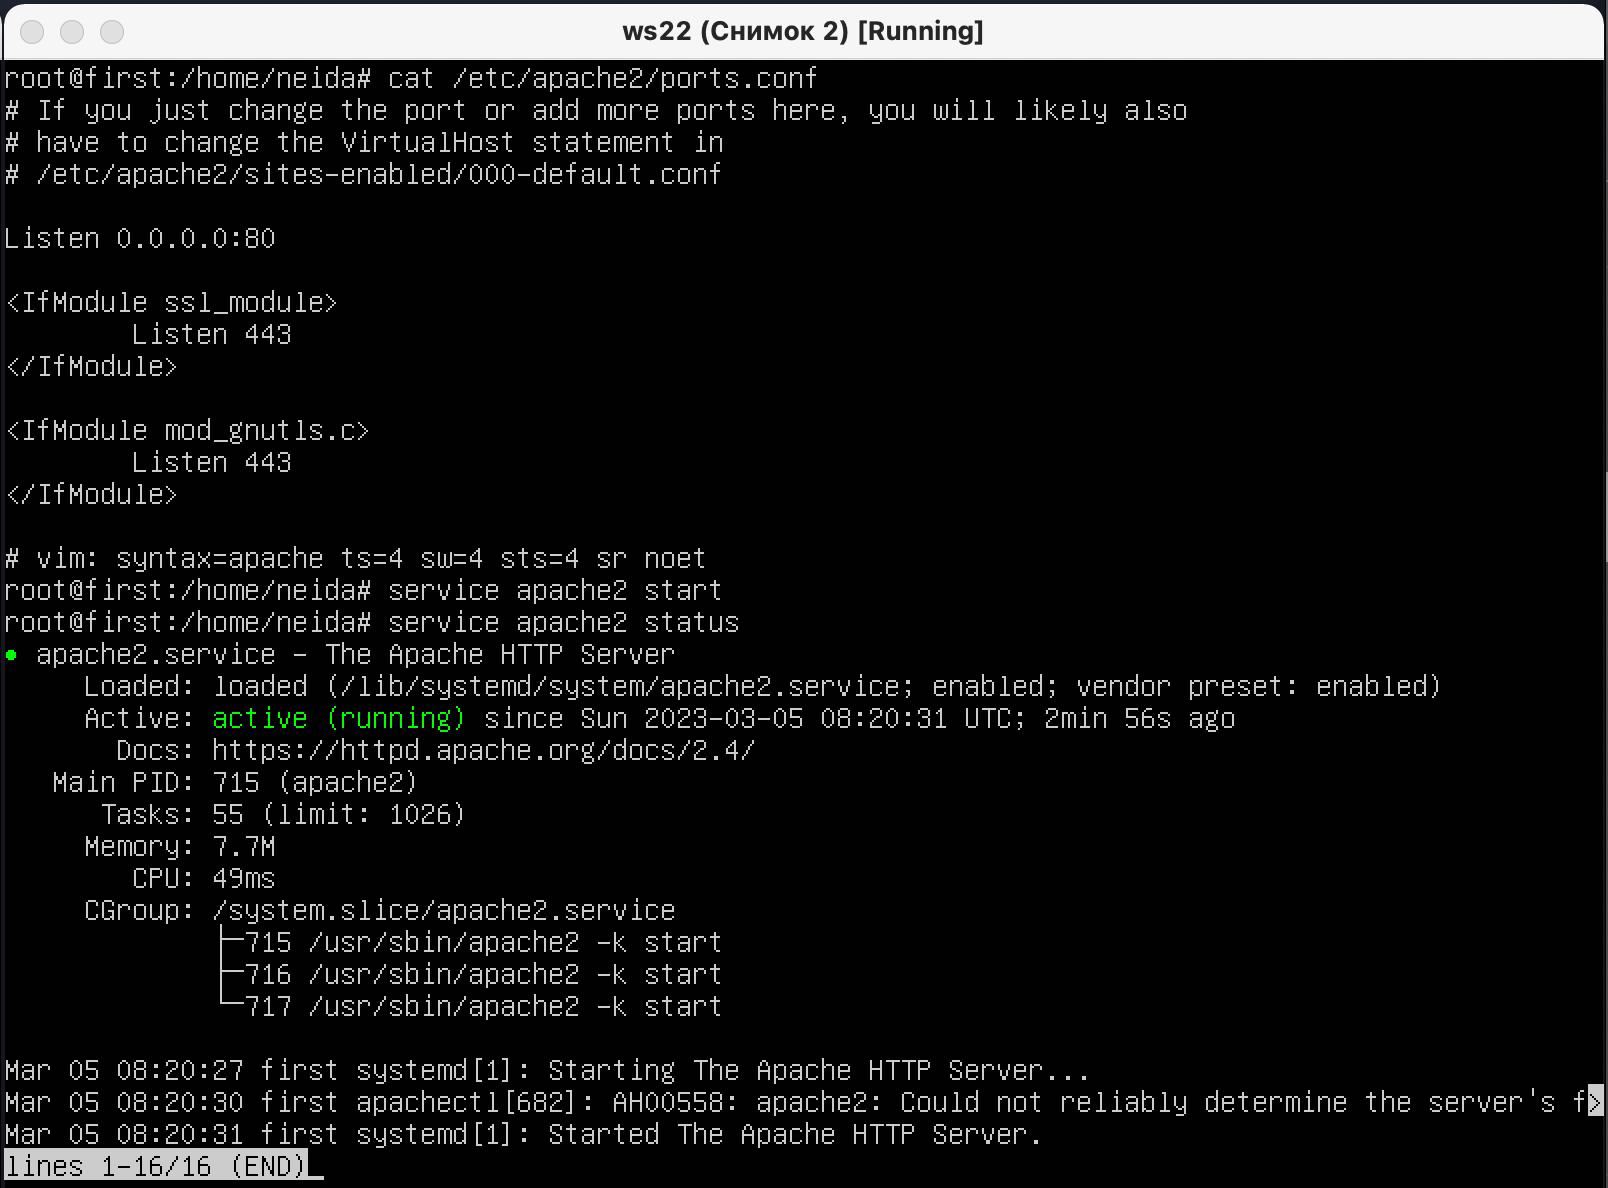 ws22 (Снимок 2) [Running]
root@first:/home/neida# cat /etc/apache2/ports.conf
# If you just change the port or add more ports here, you will likely also
# have to change the VirtualHost statement in
# /etc/apache2/sites-enabled/000-default.conf
Listen 0.0.0.0:80
<IfModule ssl_module>
        Listen 443
</IfModule>
<IfModule mod_gnutls.c>
        Listen 443
</IfModule>
# vim: syntax=apache ts=4 sw=4 sts=4 sr noet
root@first:/home/neida# service apache2 start
root@first:/home/neida# service apache2 status
● apache2.service - The Apache HTTP Server
     Loaded: loaded (/lib/systemd/system/apache2.service; enabled; vendor preset: enabled)
     Active: active (running) since Sun 2023-03-05 08:20:31 UTC; 2min 56s ago
       Docs: https://httpd.apache.org/docs/2.4/
   Main PID: 715 (apache2)
      Tasks: 55 (limit: 1026)
     Memory: 7.7M
        CPU: 49ms
     CGroup: /system.slice/apache2.service
             ├─715 /usr/sbin/apache2 -k start
             ├─716 /usr/sbin/apache2 -k start
             └─717 /usr/sbin/apache2 -k start
Mar 05 08:20:27 first systemd[1]: Starting The Apache HTTP Server...
Mar 05 08:20:30 first apachectl[682]: AH00558: apache2: Could not reliably determine the server's f>
Mar 05 08:20:31 first systemd[1]: Started The Apache HTTP Server.
lines 1-16/16 (END)